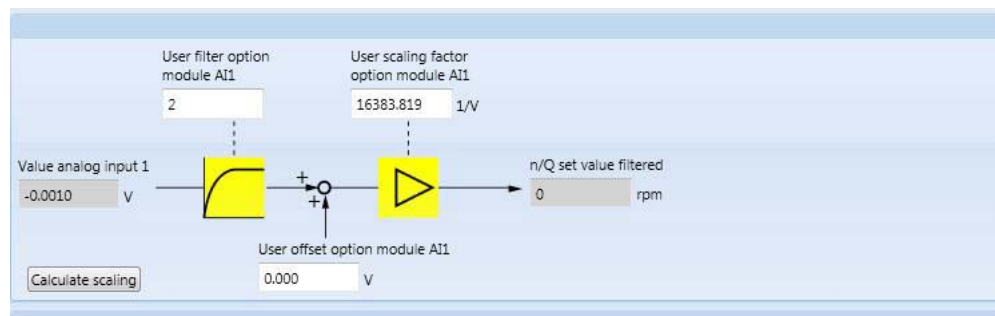 User filter option
module AI1
User scaling factor
option module AI1
2
16383.819 1/V
Value analog input 1
n/Q set value filtered
-0.0010 V
+
+
0 rpm
User offset option module AI1
Calculate scaling
0.000 V